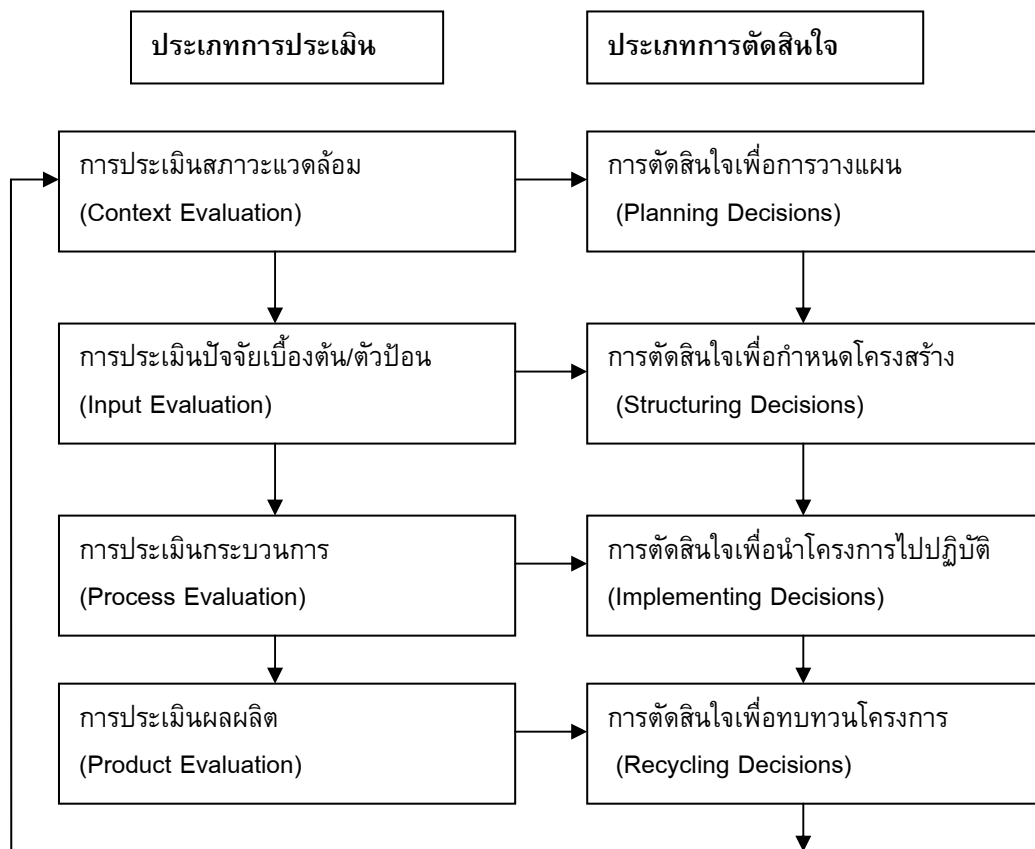 ประเภทการประเมิน
ประเภทการตัดสินใจ
การประเมินสภาวะแวดล้อม
(Context Evaluation)
การตัดสินใจเพื่อการวางแผน
(Planning Decisions)
การประเมินปัจจัยเบื้องต้น/ตัวป้อน
(Input Evaluation)
การตัดสินใจเพื่อกำหนดโครงสร้าง
(Structuring Decisions)
การประเมินกระบวนการ
(Process Evaluation)
การตัดสินใจเพื่อนำโครงการไปปฏิบัติ
(Implementing Decisions)
การประเมินผลผลิต
(Product Evaluation)
การตัดสินใจเพื่อทบทวนโครงการ
(Recycling Decisions)